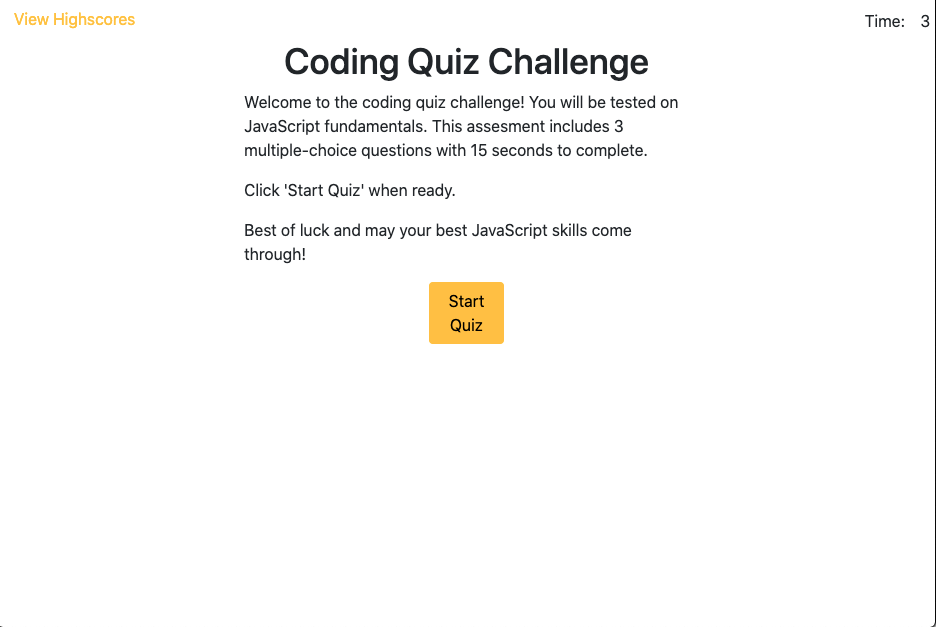 View Highscores
Time: 3
Coding Quiz Challenge
Welcome to the coding quiz challenge! You will be tested on
JavaScript fundamentals. This assesment includes 3
multiple-choice questions with 15 seconds to complete.
Click 'Start Quiz' when ready.
Best of luck and may your best JavaScript skills come
through!
Start
Quiz